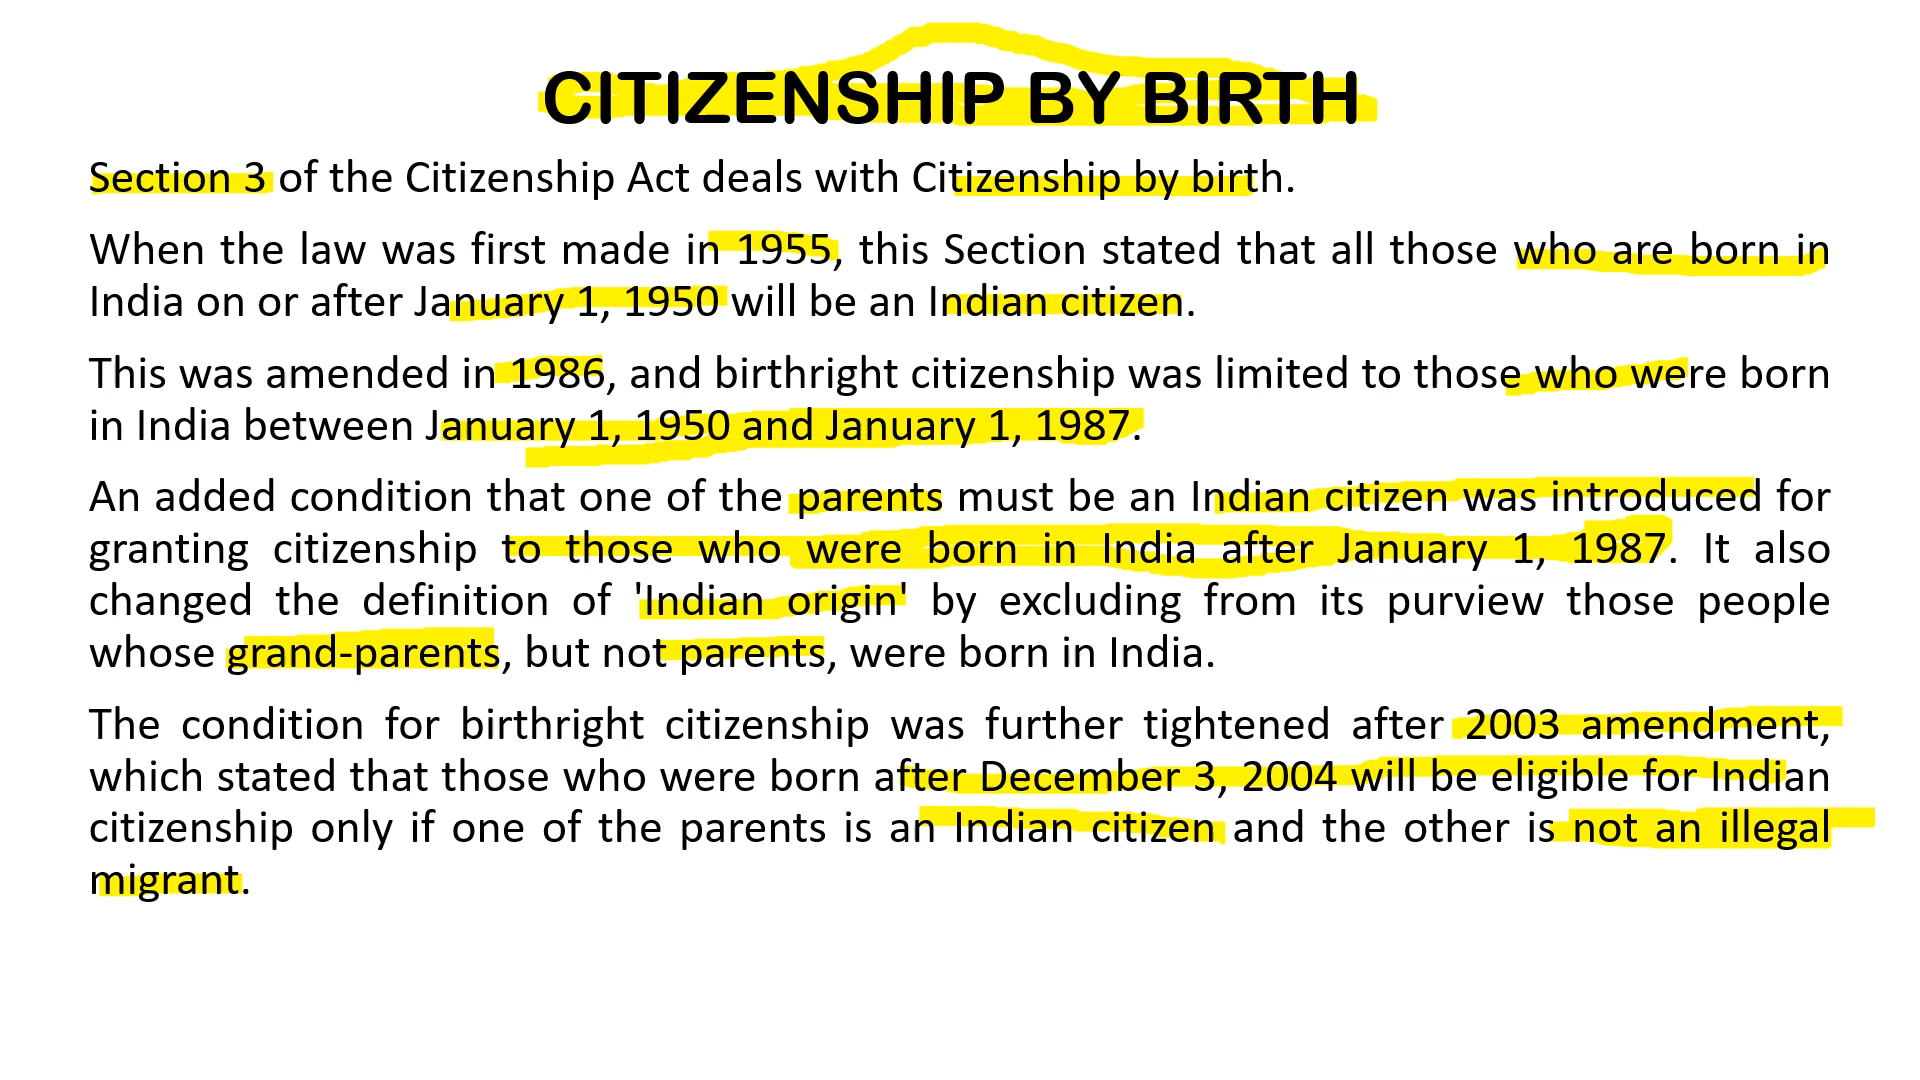 CITIZENSHIP BY BIRTH
Section 3 of the Citizenship Act deals with Citizenship by birth.
When the law was first made in 1955, this Section stated that all those who are born in
India on or after January 1, 1950 will be an Indian citizen.
This was amended in 1986, and birthright citizenship was limited to those who were born
in India between January 1, 1950 and January 1, 1987.
An added condition that one of the parents must be an Indian citizen was introduced for
granting citizenship to those who were born in India after January 1, 1987. It also
changed the definition of 'Indian origin' by excluding from its purview those people
whose grand-parents, but not parents, were born in India.
The condition for birthright citizenship was further tightened after 2003 amendment,
which stated that those who were born after December 3, 2004 will be eligible for Indian
citizenship only if one of the parents is an Indian citizen and the other is not an illegal
migrant.